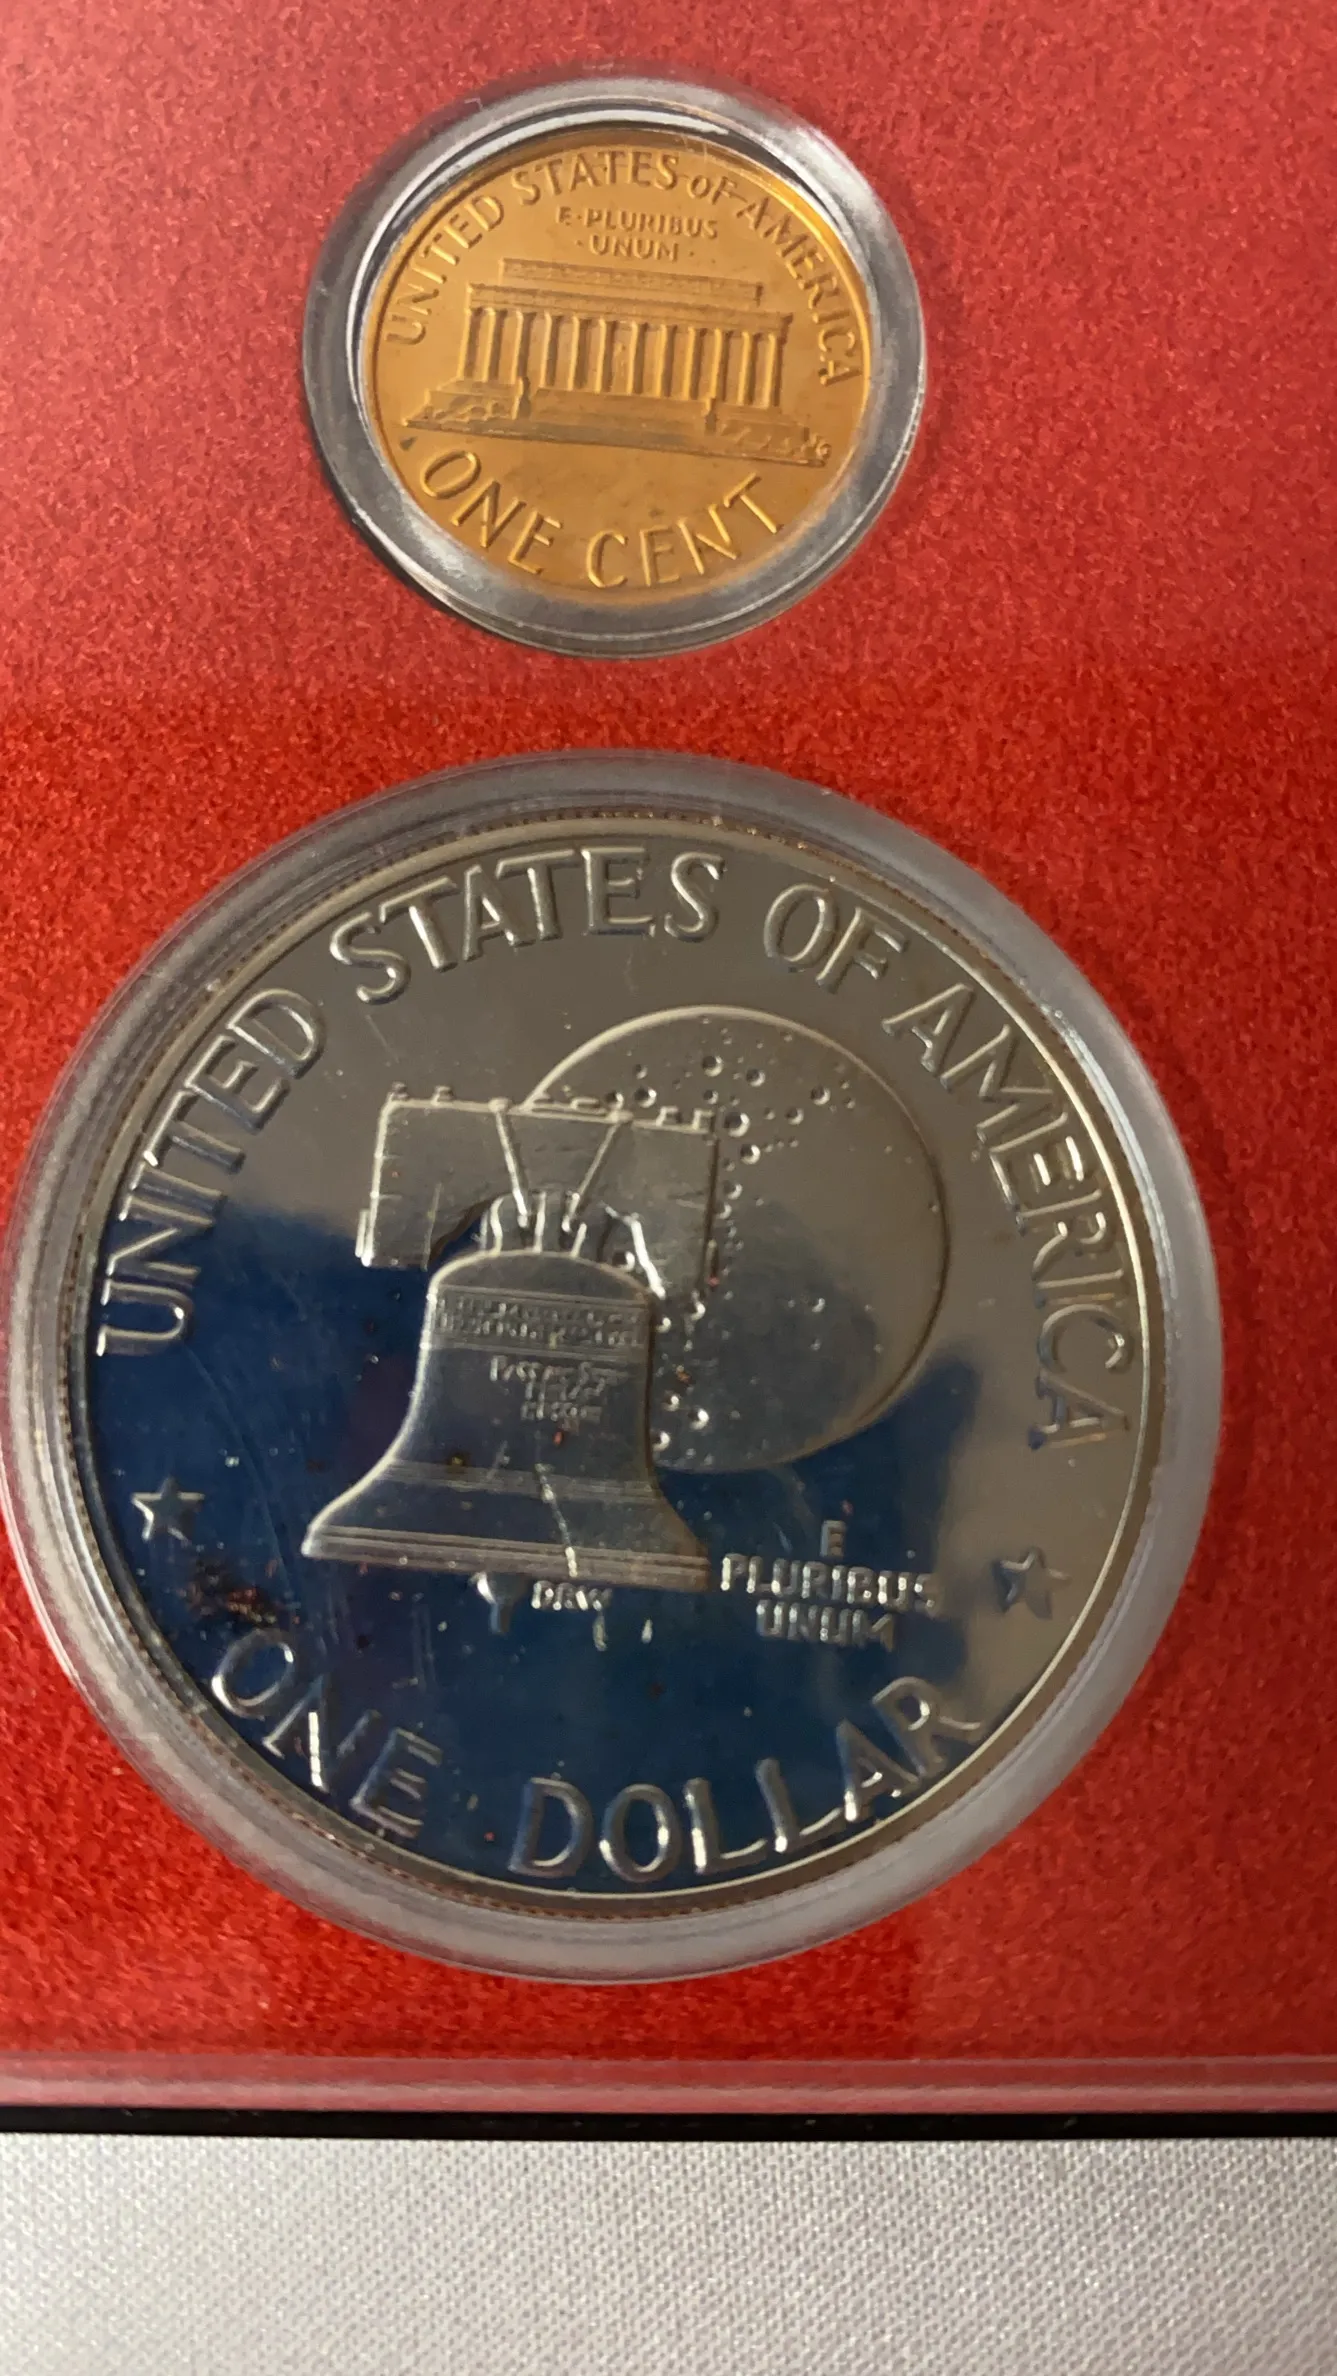 UNITED STATES OF AMERICA
E·PLURIBUS
·UNUM·
ONE CENT
UNITED STATES OF AMERICA
E
PLURIBUS
UNUM
ONE DOLLAR